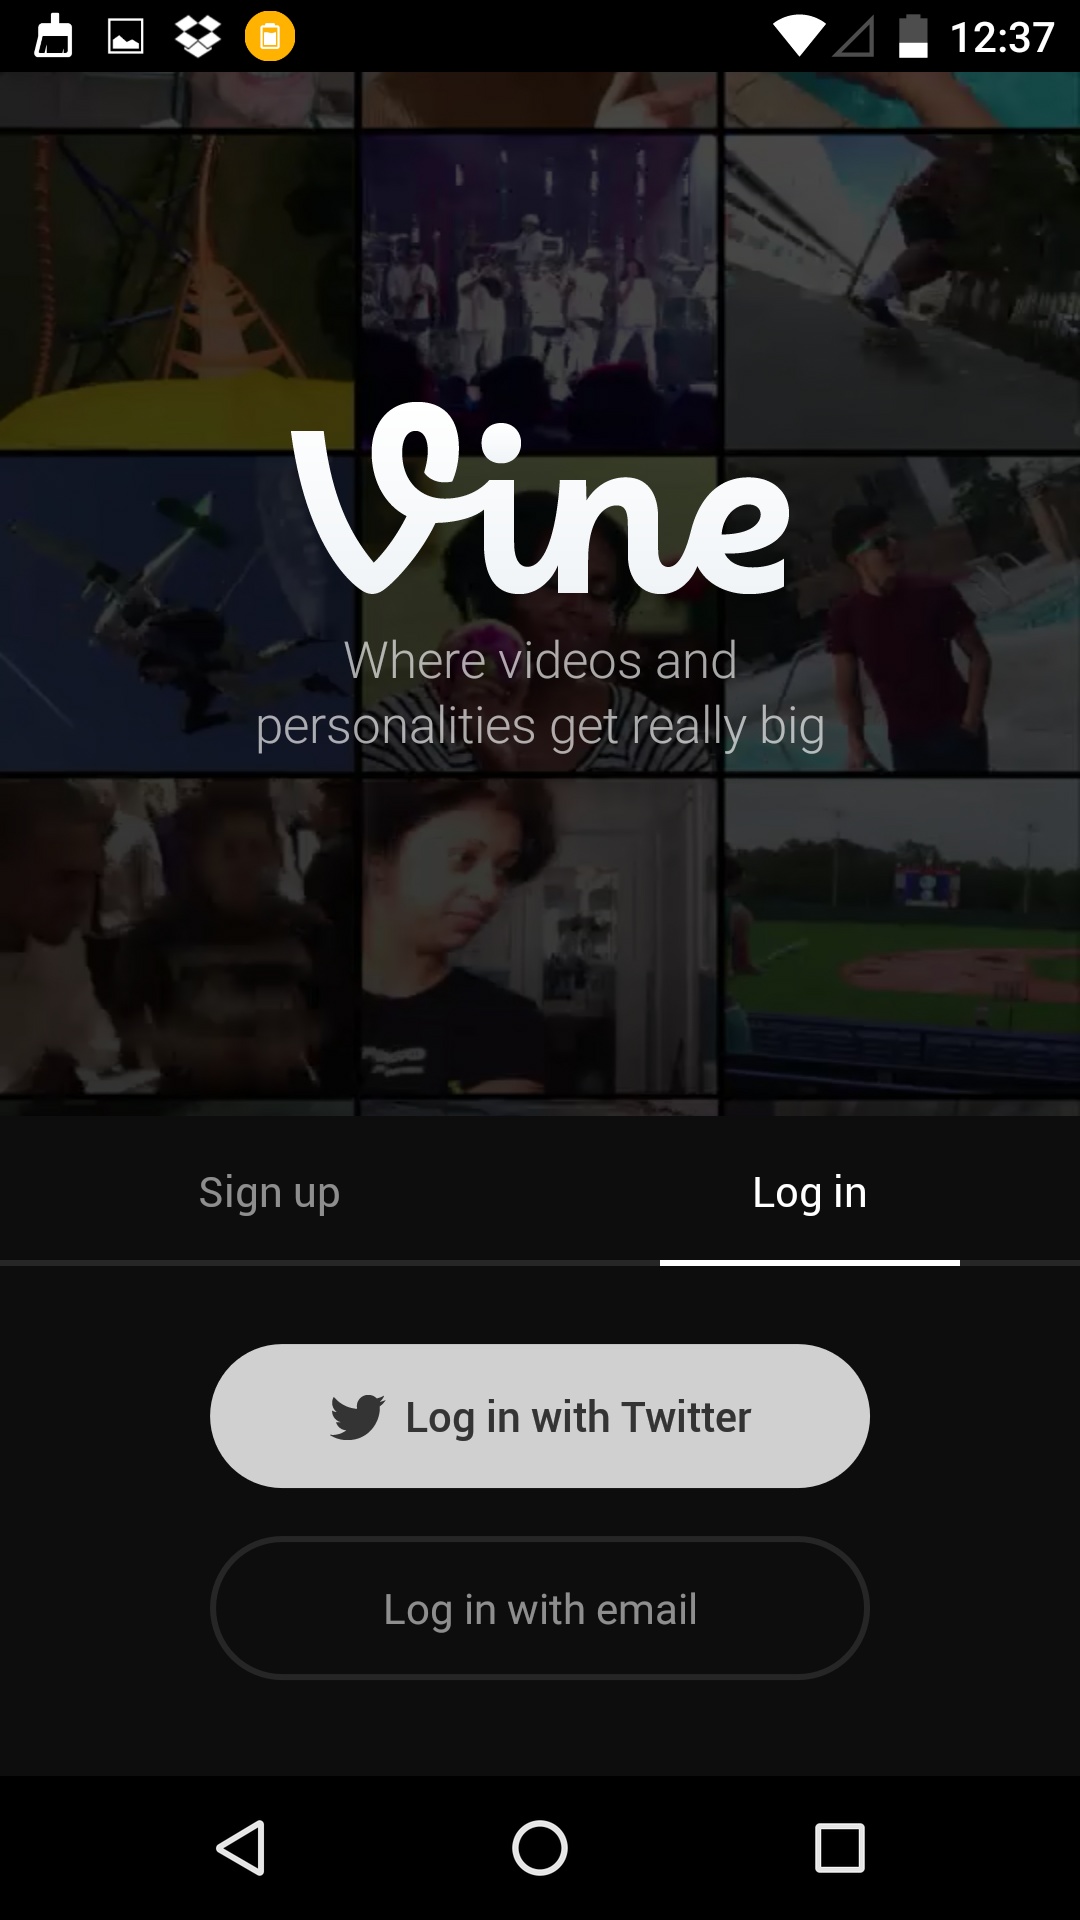 12:37
Vine
Where videos and
personalities get really big
Sign up
Log in
Log in with Twitter
Log in with email